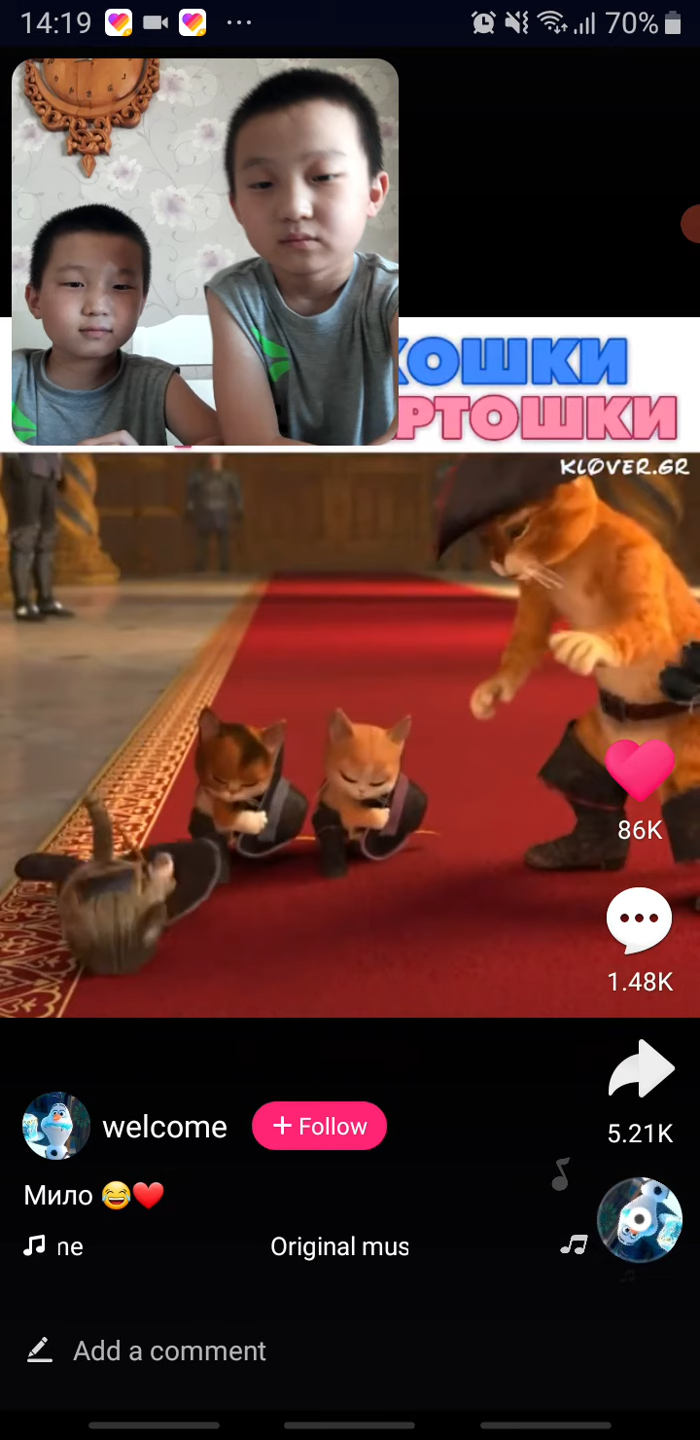 14:19
70%
КОШКИ
РТОШКИ
KLOVER.GR
86K
1.48K
5.21K
welcome
+ Follow
Мило 😂❤️
ne Original mus
Add a comment